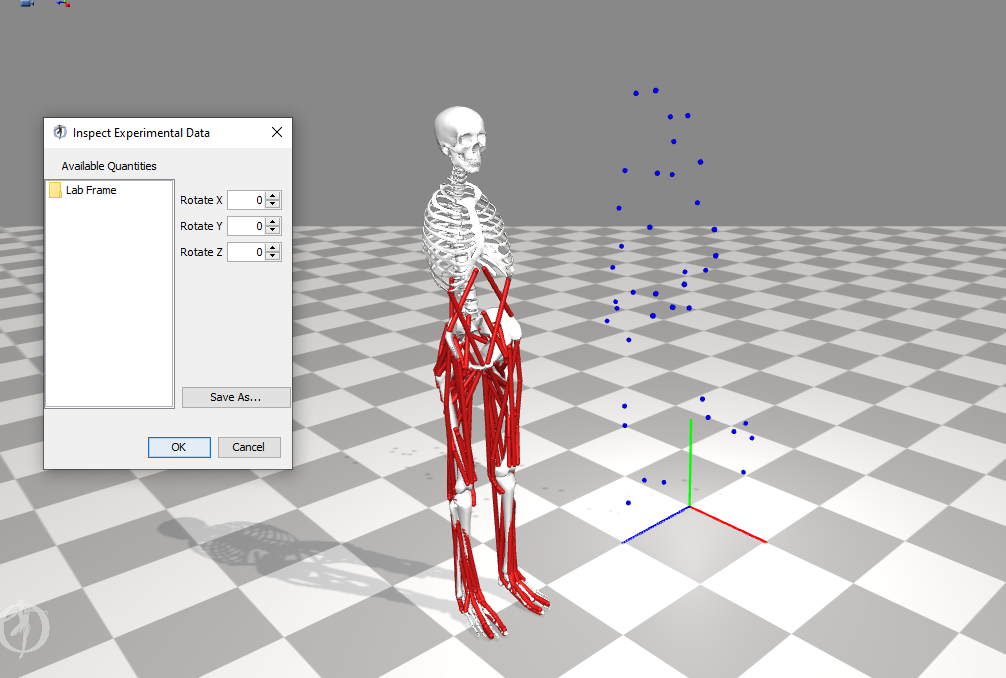 Inspect Experimental Data
Available Quantities
Lab Frame
Rotate X 0
Rotate Y 0
Rotate Z 0
Save As...
OK Cancel